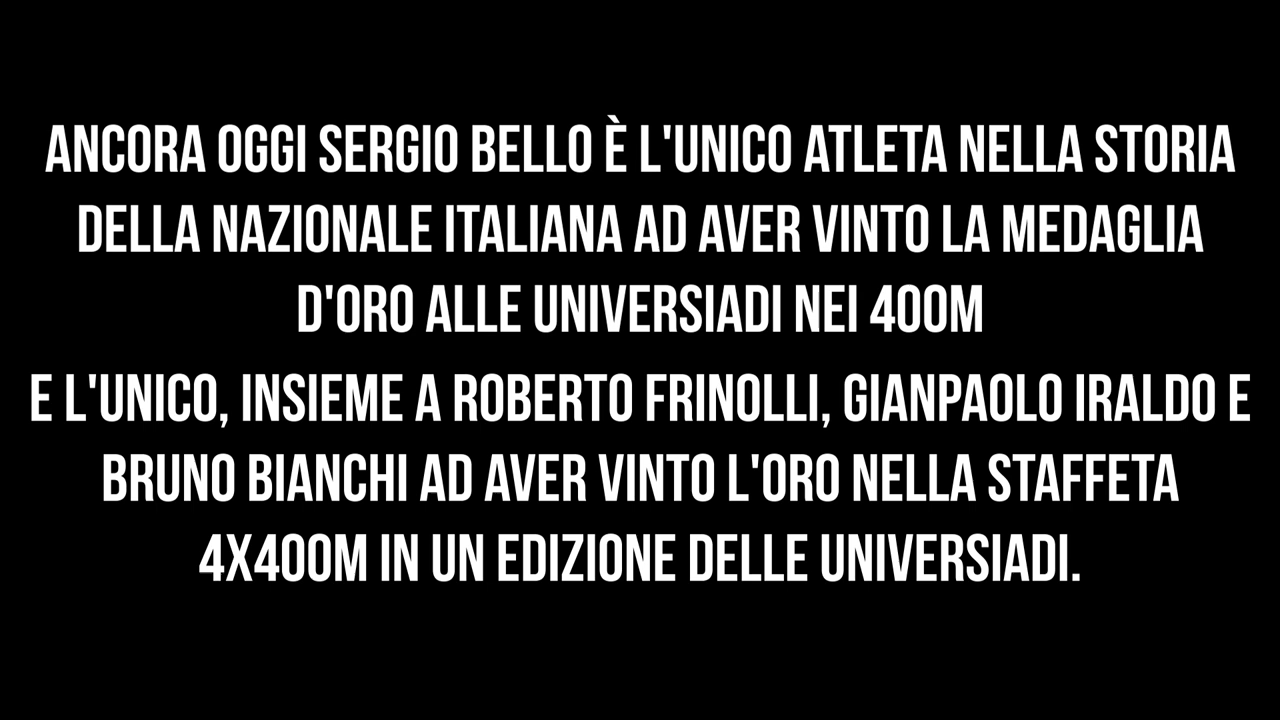 ANCORA OGGI SERGIO BELLO È L'UNICO ATLETA NELLA STORIA
DELLA NAZIONALE ITALIANA AD AVER VINTO LA MEDAGLIA
D'ORO ALLE UNIVERSIADI NEI 400M
E L'UNICO, INSIEME A ROBERTO FRINOLLI, GIANPAOLO IRALDO E
BRUNO BIANCHI AD AVER VINTO L'ORO NELLA STAFFETA
4X400M IN UN EDIZIONE DELLE UNIVERSIADI.